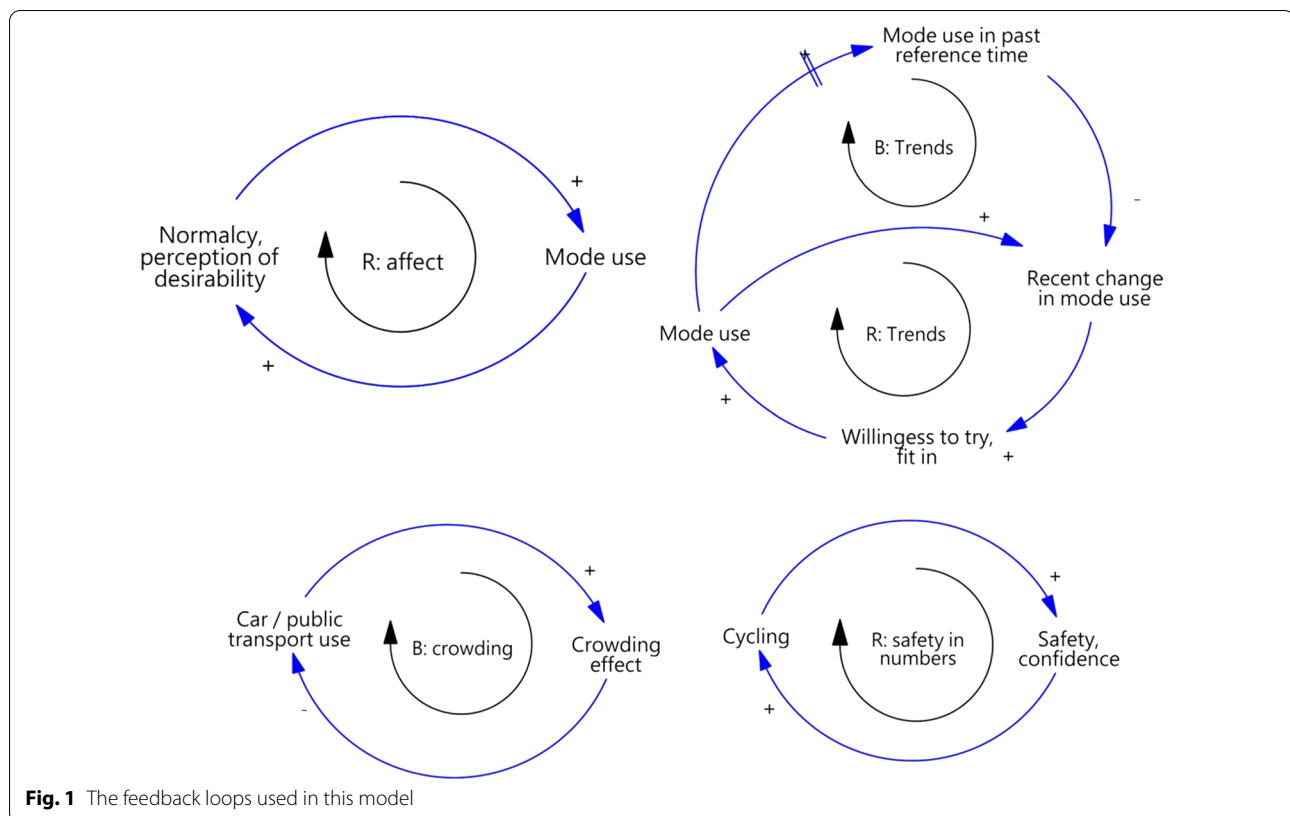 Normalcy,
perception of
desirability
+
R: affect
Mode use
+
+
Mode use in past
reference time
B: Trends
-
+
Recent change
in mode use
Mode use
R: Trends
+
Willingess to try,
fit in
+
Car / public
transport use
+
B: crowding
Crowding
effect
-
Cycling
+
R: safety in
numbers
Safety,
confidence
+
Fig. 1 The feedback loops used in this model